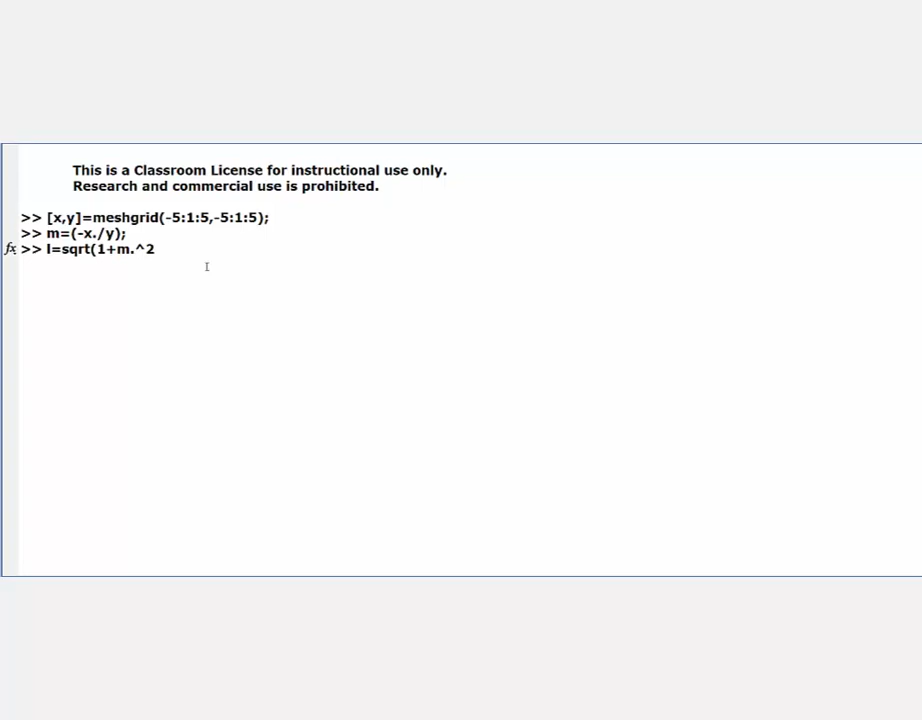 This is a Classroom License for instructional use only.
Research and commercial use is prohibited.
>> [x,y]=meshgrid(-5:1:5,-5:1:5);
>> m=(-x./y);
fx >> l=sqrt(1+m.^2